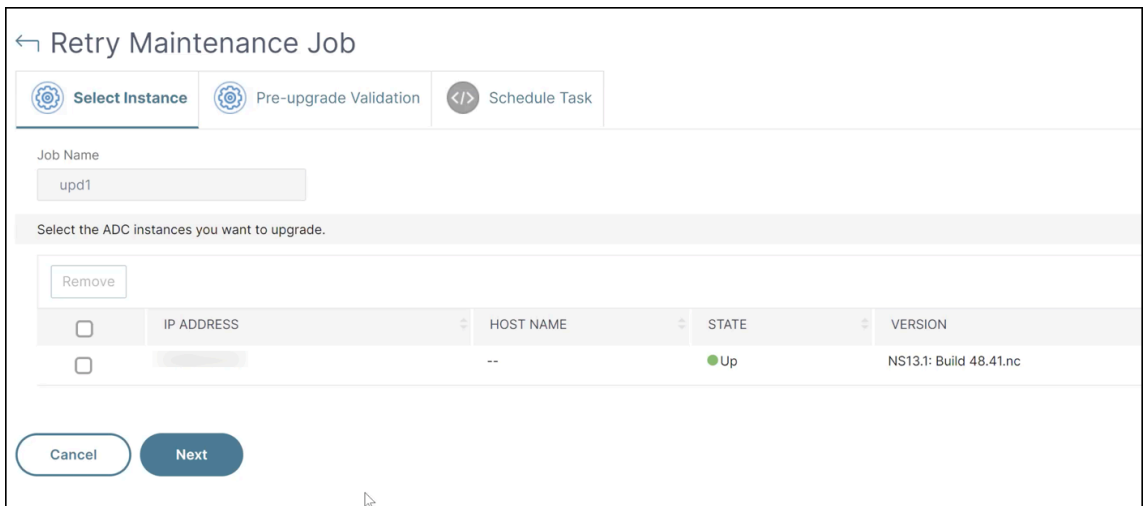 Retry Maintenance Job
Select Instance Pre-upgrade Validation </> Schedule Task
Job Name
upd1
Select the ADC instances you want to upgrade.
Remove
IP ADDRESS HOST NAME STATE VERSION
-- Up NS13.1: Build 48.41.nc
Cancel Next